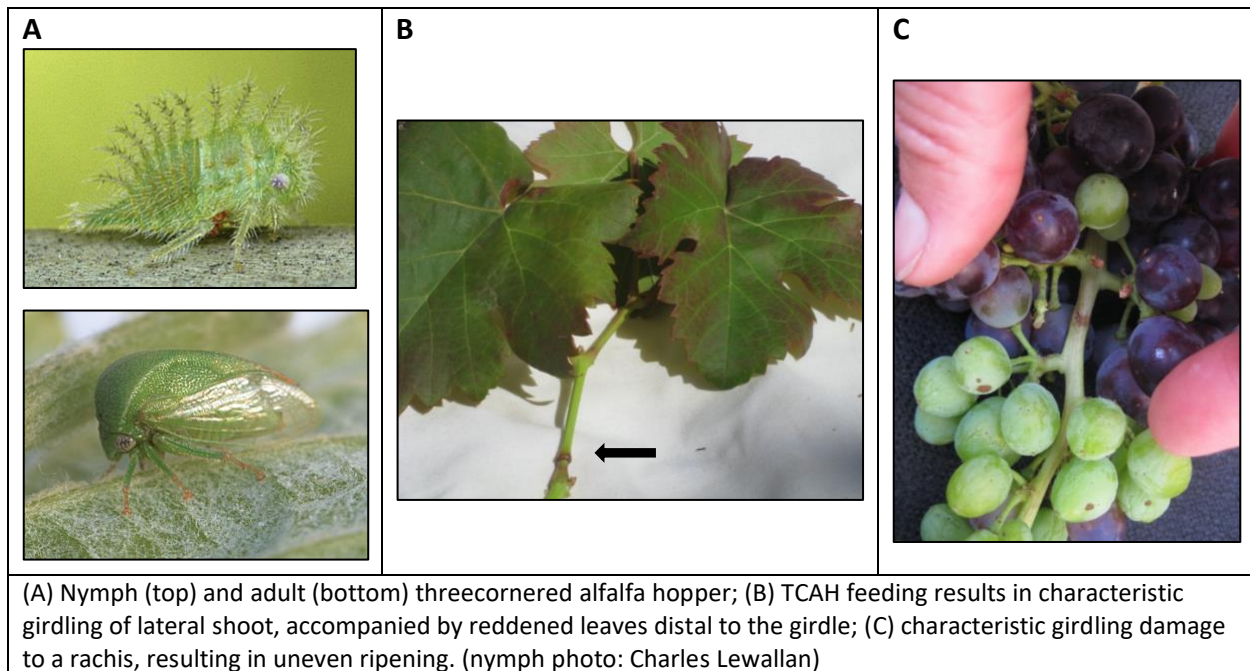 A
B
C
(A) Nymph (top) and adult (bottom) threecornered alfalfa hopper; (B) TCAH feeding results in characteristic
girdling of lateral shoot, accompanied by reddened leaves distal to the girdle; (C) characteristic girdling damage
to a rachis, resulting in uneven ripening. (nymph photo: Charles Lewallan)